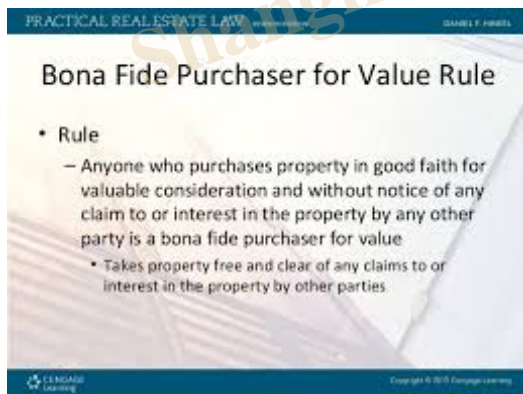 PRACTICAL REAL ESTATE LAW
DANIEL F. HINKEL
Shangh
Bona Fide Purchaser for Value Rule
• Rule
– Anyone who purchases property in good faith for
valuable consideration and without notice of any
claim to or interest in the property by any other
party is a bona fide purchaser for value
• Takes property free and clear of any claims to or
interest in the property by other parties
CENGAGE
Learning
Copyright © 2015 Cengage Learning